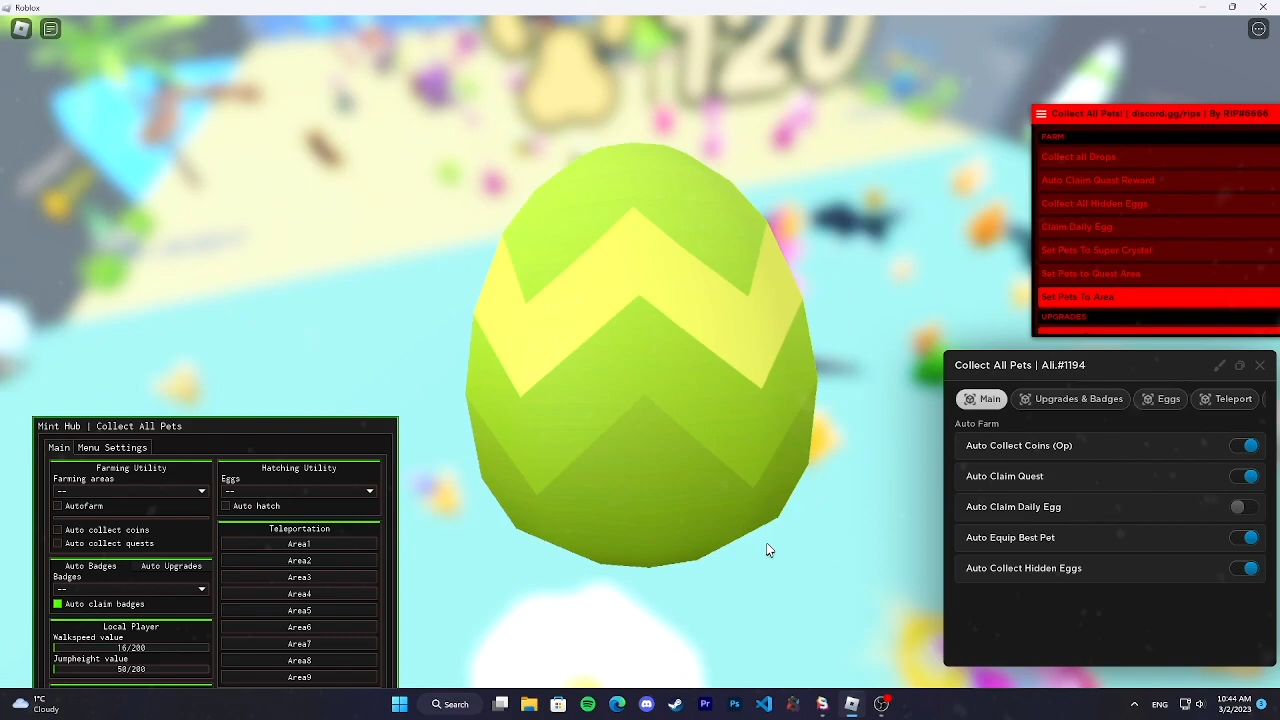 Roblox
120
Collect All Pets! | discord.gg/rips | By RIP#6666
FARM
Collect all Drops
Auto Claim Quest Reward
Collect All Hidden Eggs
Claim Daily Egg
Set Pets To Super Crystal
Set Pets to Quest Area
Set Pets To Area
UPGRADES
Collect All Pets | Ali.#1194
Main
Upgrades & Badges
Eggs
Teleport
Auto Farm
Auto Collect Coins (Op)
Auto Claim Quest
Auto Claim Daily Egg
Auto Equip Best Pet
Auto Collect Hidden Eggs
Mint Hub | Collect All Pets
Main
Menu Settings
Farming Utility
Farming areas
--
Autofarm
Auto collect coins
Auto collect quests
Auto Badges
Auto Upgrades
Badges
--
Auto claim badges
Local Player
Walkspeed value
16/200
Jumpheight value
50/200
Hatching Utility
Eggs
--
Auto hatch
Teleportation
Area1
Area2
Area3
Area4
Area5
Area6
Area7
Area8
Area9
1°C
Cloudy
Search
Pr
Ps
10:44 AM
3/2/2023
3